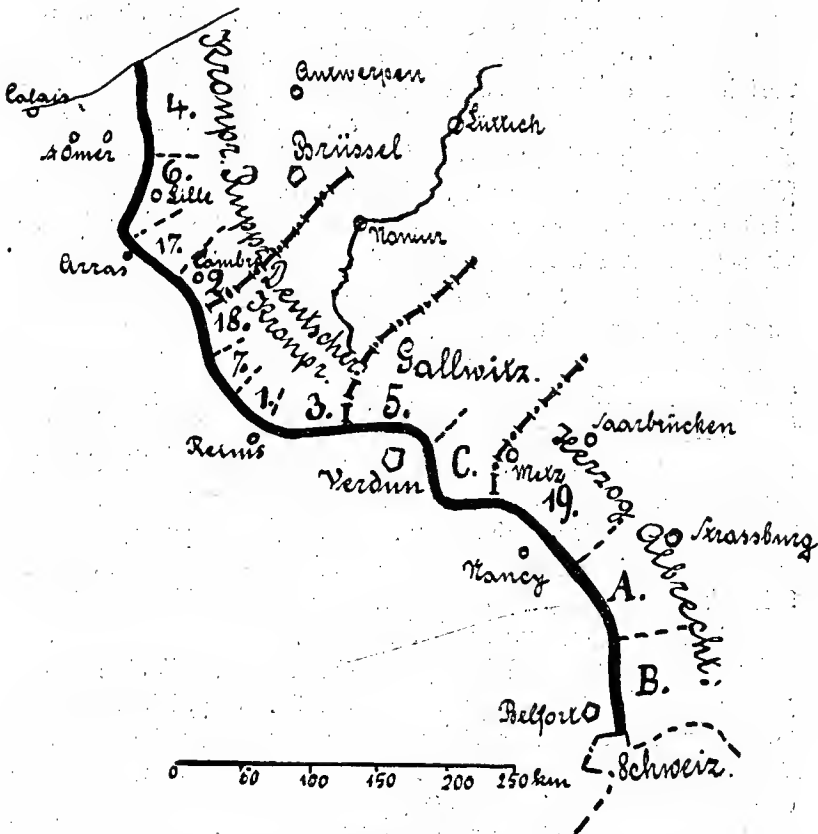 Calais.
4.
Kronpr. Ruppr.
Antwerpen
Lüttich
St Omer
6.
Lille
Brüssel
Namur
17.
Arras
Cambrai
2.
Deutscher
Kronpr.
18.
7.
1.
3.
5.
Gallwitz.
Reims
Verdun
C.
Metz
Saarbrücken
Herzog Albrecht.
19.
Strassburg
Nancy
A.
B.
Belfort
Schweiz.
0 50 100 150 200 250 km